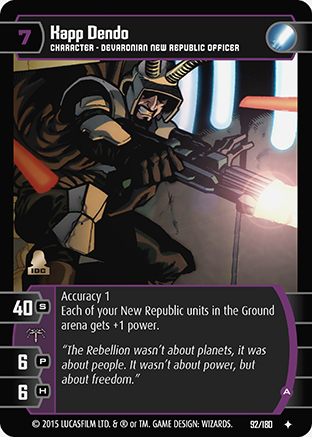 7
Kapp Dendo
CHARACTER - DEVARONIAN NEW REPUBLIC OFFICER
IDC
40 S
Accuracy 1
Each of your New Republic units in the Ground
arena gets +1 power.
6 P
“The Rebellion wasn’t about planets, it was
about people. It wasn’t about power, but
about freedom.”
6 H
A
© 2015 LUCASFILM LTD. & ® or TM. GAME DESIGN: WIZARDS.
92/180